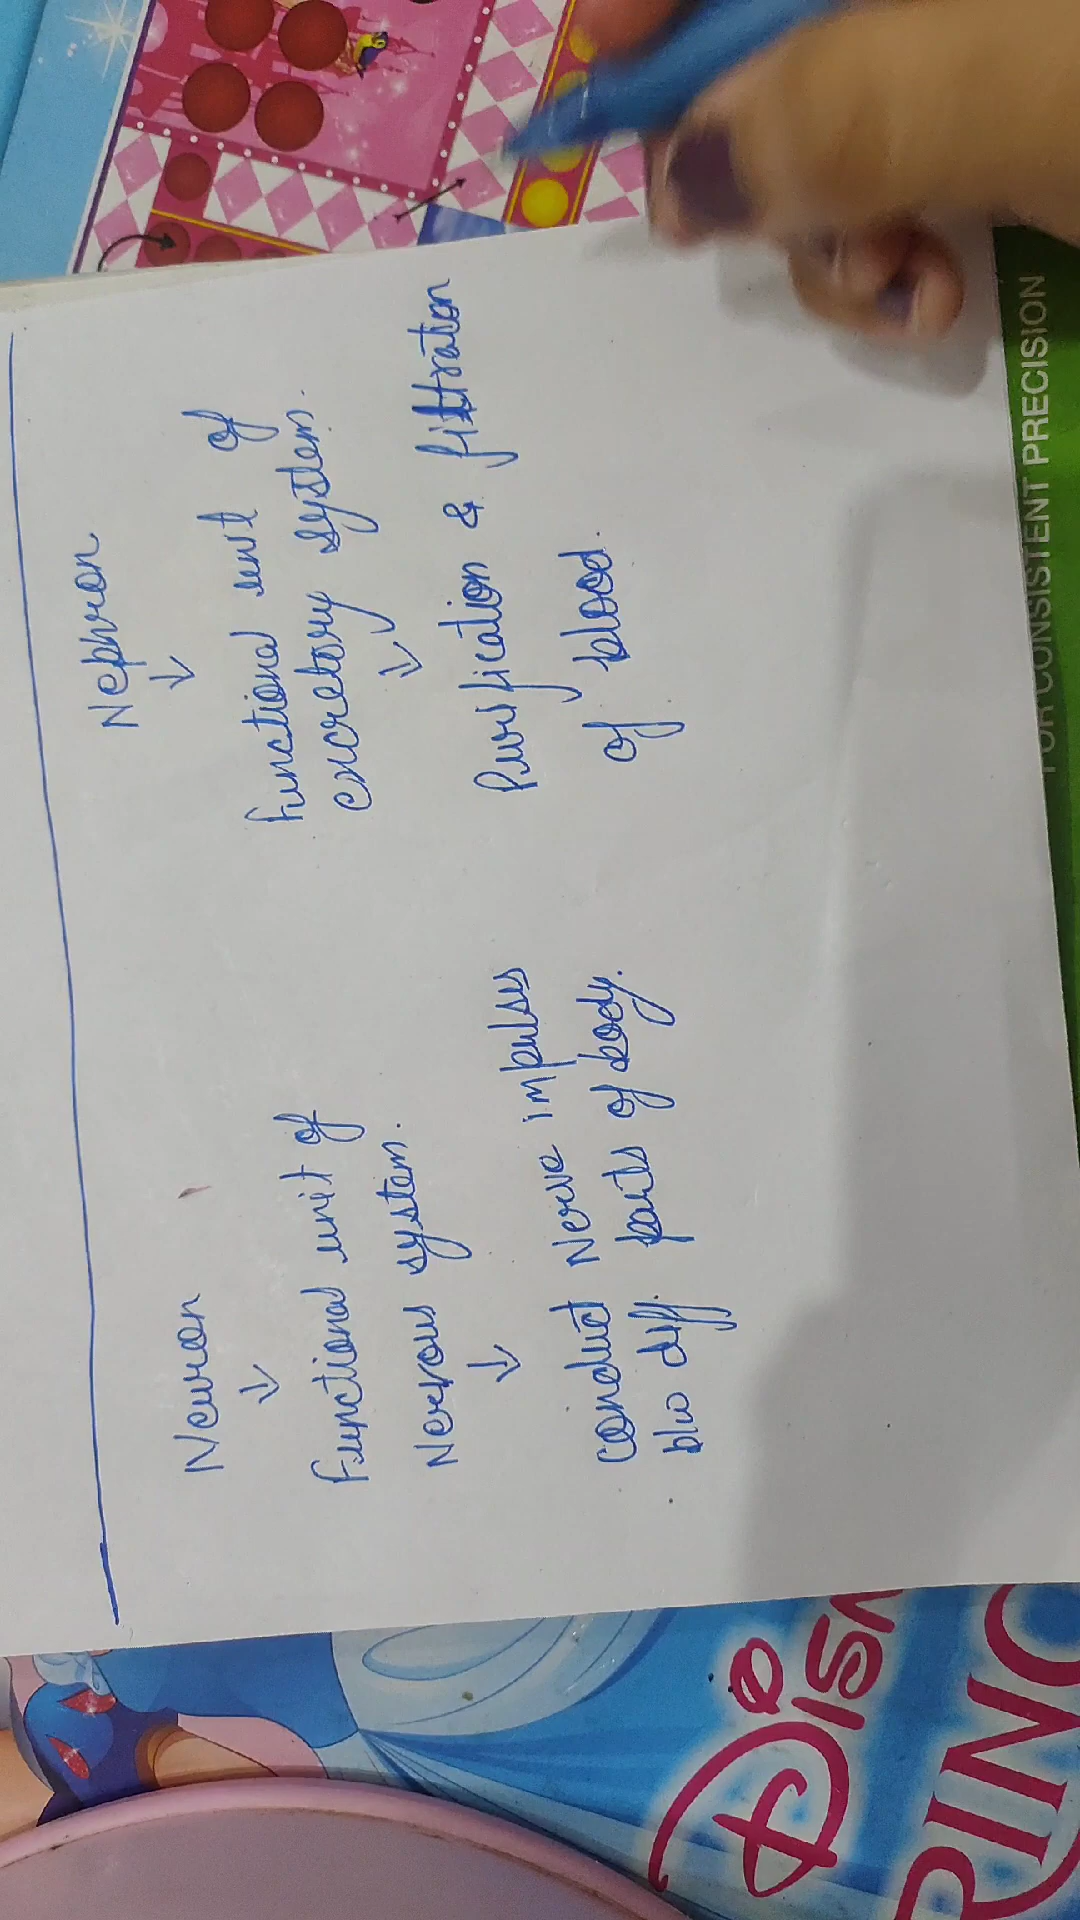 Neuron
↓
Functional unit of
Nervous system.
↓
conduct Nerve impulses
b/w diff. parts of body.
Nephron
↓
functional unit of
excretory system.
↓
Purification & filtration
of blood.
FOR CONSISTENT PRECISION